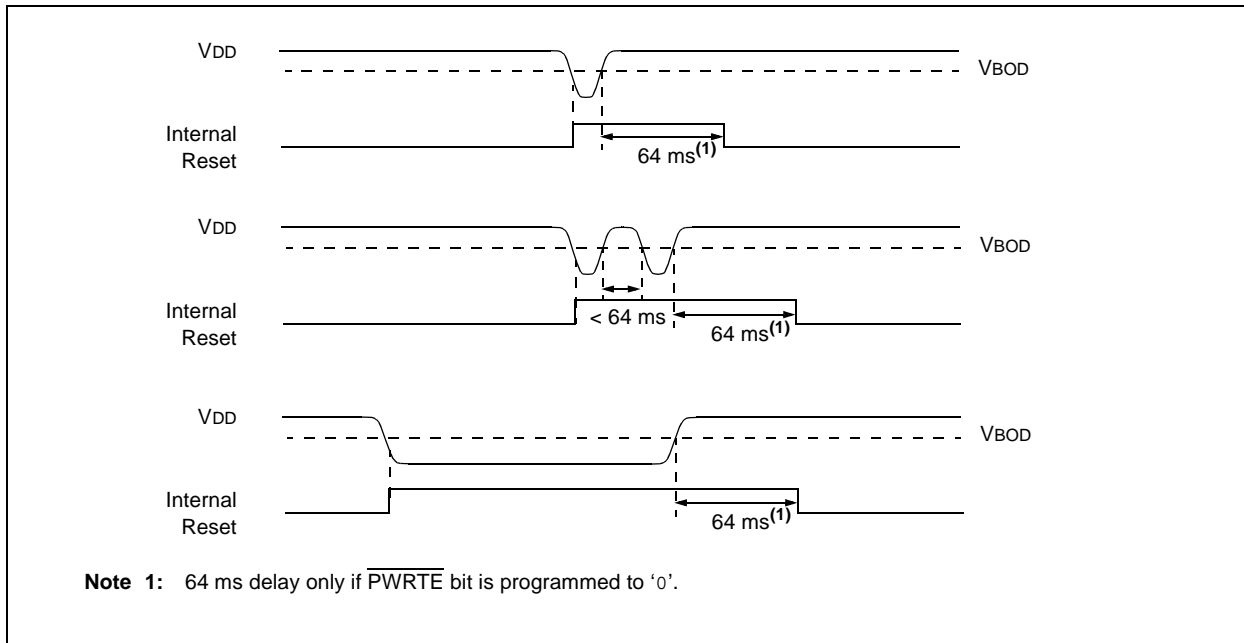 VDD
VBOD
Internal
Reset
64 ms(1)
VDD
VBOD
Internal
Reset
< 64 ms
64 ms(1)
VDD
VBOD
Internal
Reset
64 ms(1)
Note 1: 64 ms delay only if PWRTE bit is programmed to ‘0’.